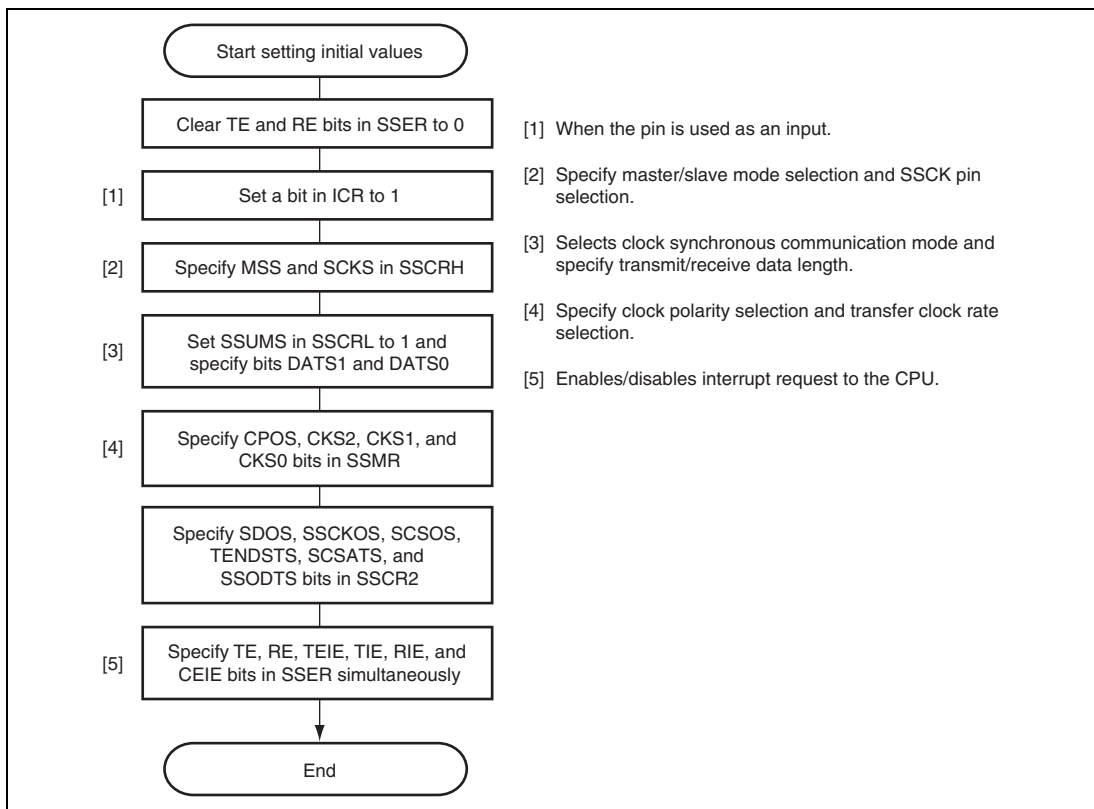 Start setting initial values
Clear TE and RE bits in SSER to 0
[1] Set a bit in ICR to 1
[2] Specify MSS and SCKS in SSCRH
[3] Set SSUMS in SSCRL to 1 and
specify bits DATS1 and DATS0
[4] Specify CPOS, CKS2, CKS1, and
CKS0 bits in SSMR
Specify SDOS, SSCKOS, SCSOS,
TENDSTS, SCSATS, and
SSODTS bits in SSCR2
[5] Specify TE, RE, TEIE, TIE, RIE, and
CEIE bits in SSER simultaneously
End
[1] When the pin is used as an input.
[2] Specify master/slave mode selection and SSCK pin
selection.
[3] Selects clock synchronous communication mode and
specify transmit/receive data length.
[4] Specify clock polarity selection and transfer clock rate
selection.
[5] Enables/disables interrupt request to the CPU.